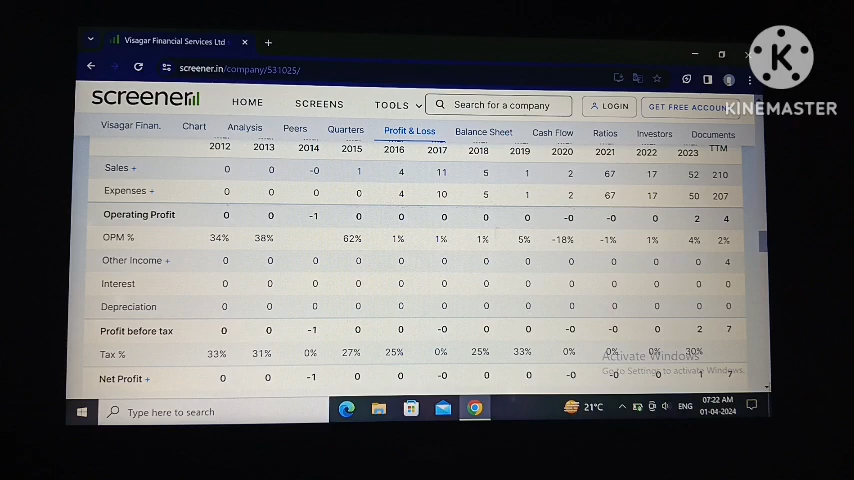 Visagar Financial Services Ltd
screener.in/company/531025/
screener HOME SCREENS TOOLS Search for a company LOGIN GET FREE ACCOUNT
KINEMASTER
Visagar Finan. Chart Analysis Peers Quarters Profit & Loss Balance Sheet Cash Flow Ratios Investors Documents
2012 2013 2014 2015 2016 2017 2018 2019 2020 2021 2022 2023 TTM
Sales + 0 0 -0 1 4 11 5 1 2 67 17 52 210
Expenses + 0 0 0 0 4 10 5 1 2 67 17 50 207
Operating Profit 0 0 -1 0 0 0 0 0 -0 -0 0 2 4
OPM % 34% 38% 62% 1% 1% 1% 5% -18% -1% 1% 4% 2%
Other Income + 0 0 0 0 0 0 0 0 0 0 0 0 4
Interest 0 0 0 0 0 0 0 0 0 0 0 0 0
Depreciation 0 0 0 0 0 0 0 0 0 0 0 0 0
Profit before tax 0 0 -1 0 0 -0 0 0 -0 -0 0 2 7
Tax % 33% 31% 0% 27% 25% 0% 25% 33% 0% 0% 0% 30%
Activate Windows
Go to Settings to activate Windows.
Net Profit + 0 0 -1 0 0 -0 0 0 -0 -0 -0 1 7
Type here to search 21°C ENG 07:22 AM
01-04-2024